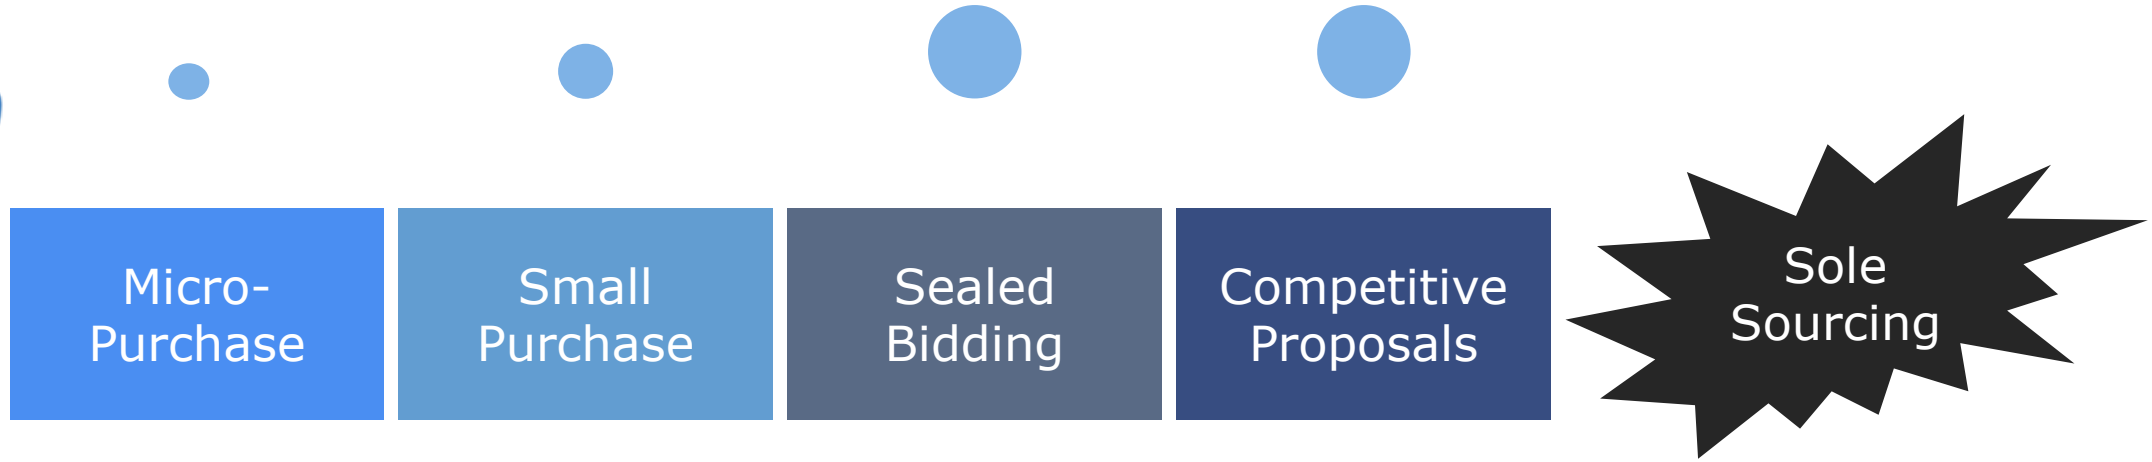 Micro-
Purchase
Small
Purchase
Sealed
Bidding
Competitive
Proposals
Sole
Sourcing